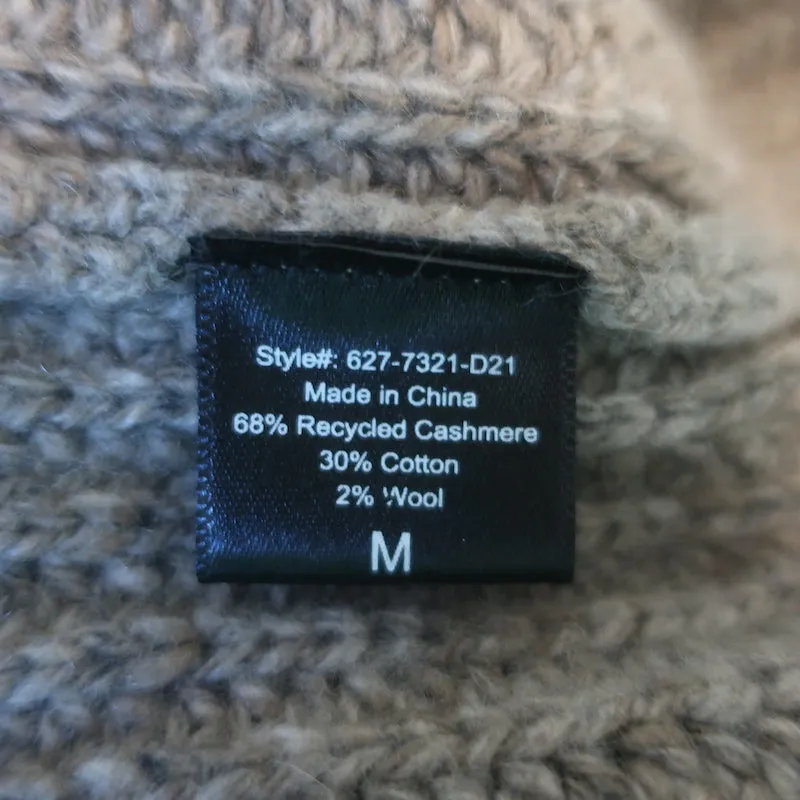 Style#: 627-7321-D21
Made in China
68% Recycled Cashmere
30% Cotton
2% Wool
M